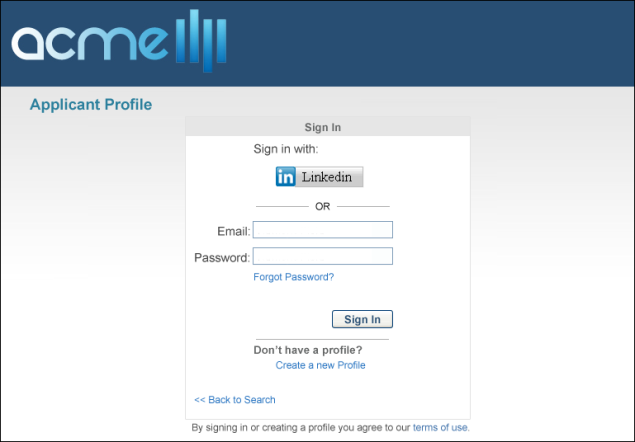 acme
Applicant Profile
Sign In
Sign in with:
in Linkedin
OR
Email:
Password:
Forgot Password?
Sign In
Don't have a profile?
Create a new Profile
<< Back to Search
By signing in or creating a profile you agree to our terms of use.